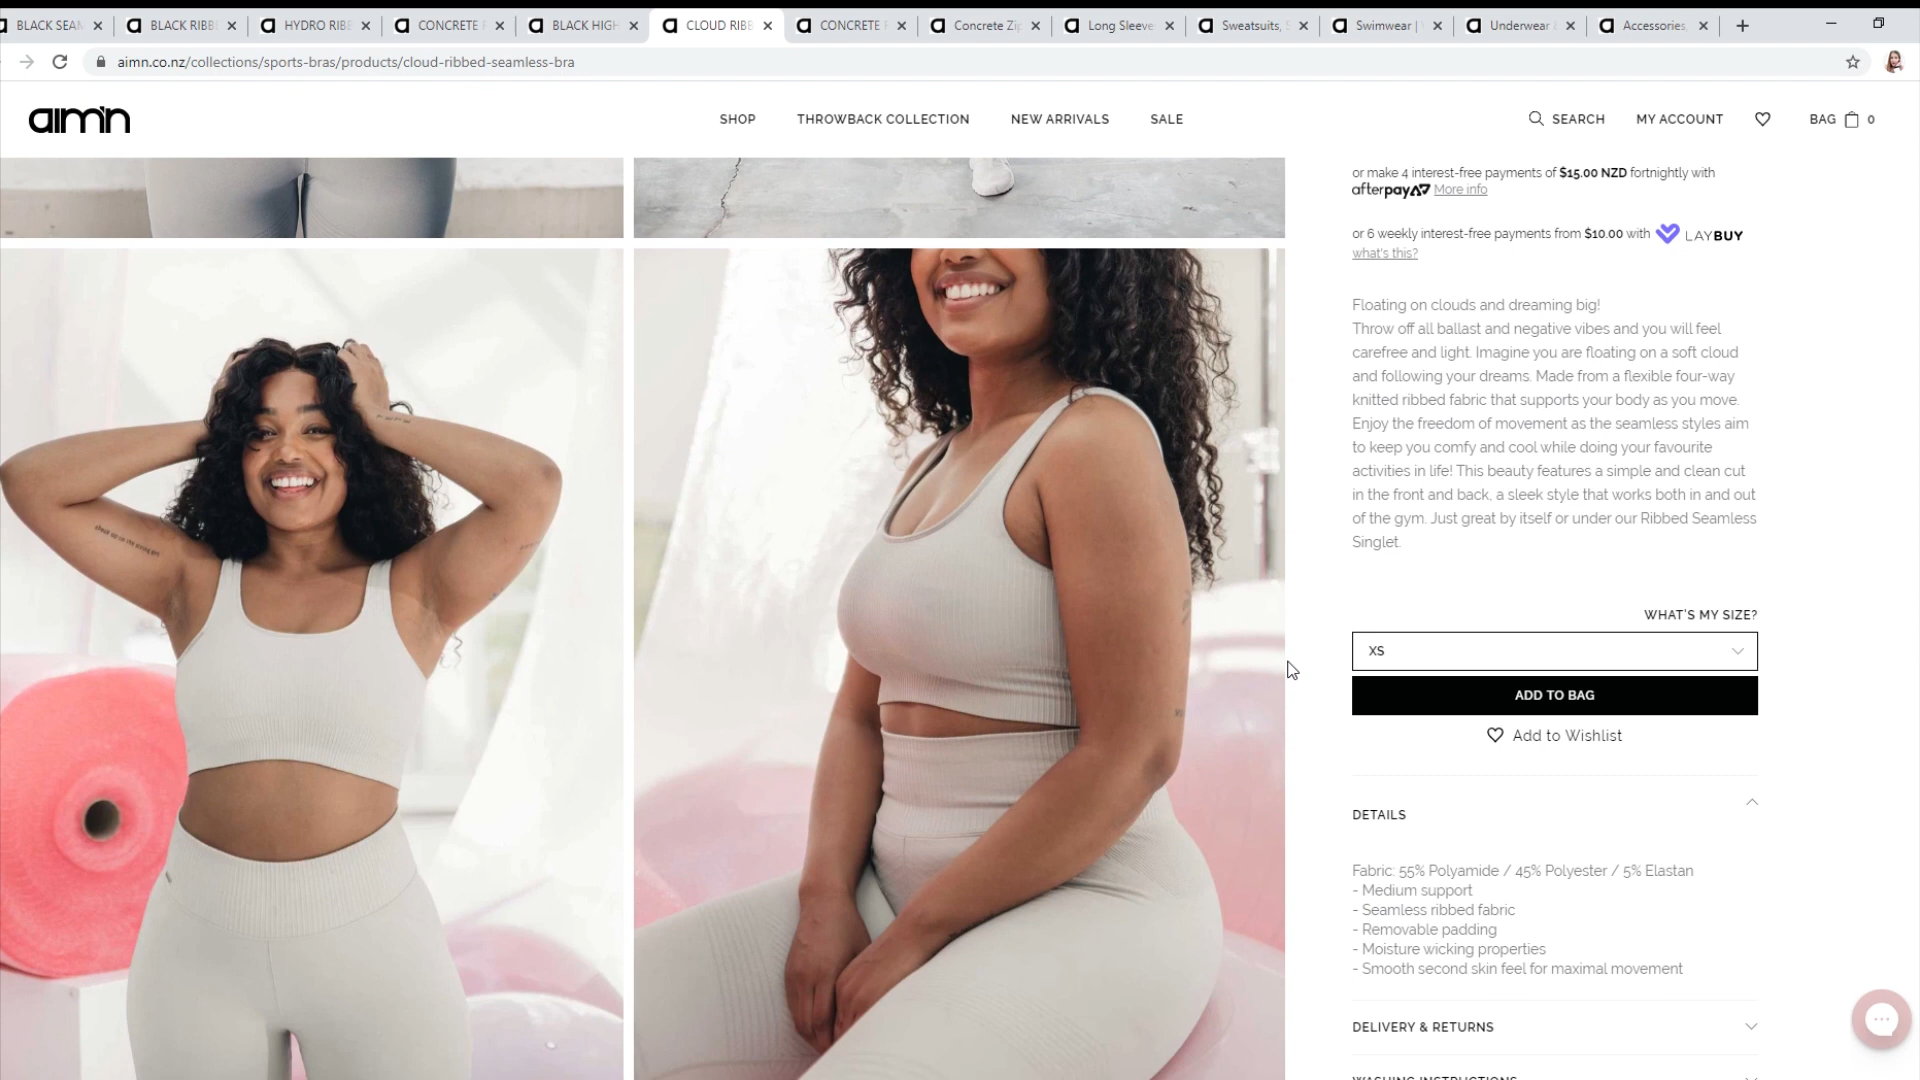 BLACK SEAM
BLACK RIBB
HYDRO RIBB
CONCRETE
BLACK HIGH
CLOUD RIBB
CONCRETE
Concrete Zip
Long Sleeve
Sweatsuits,
Swimwear |
Underwear
Accessories,
aimn.co.nz/collections/sports-bras/products/cloud-ribbed-seamless-bra
aim'n
SHOP
THROWBACK COLLECTION
NEW ARRIVALS
SALE
SEARCH
MY ACCOUNT
BAG 0
or make 4 interest-free payments of $15.00 NZD fortnightly with
afterpay More info
or 6 weekly interest-free payments from $10.00 with LAYBUY
what's this?
Floating on clouds and dreaming big!
Throw off all ballast and negative vibes and you will feel
carefree and light. Imagine you are floating on a soft cloud
and following your dreams. Made from a flexible four-way
knitted ribbed fabric that supports your body as you move.
Enjoy the freedom of movement as the seamless styles aim
to keep you comfy and cool while doing your favourite
activities in life! This beauty features a simple and clean cut
in the front and back, a sleek style that works both in and out
of the gym. Just great by itself or under our Ribbed Seamless
Singlet.
WHAT'S MY SIZE?
XS
ADD TO BAG
Add to Wishlist
DETAILS
Fabric: 55% Polyamide / 45% Polyester / 5% Elastan
- Medium support
- Seamless ribbed fabric
- Removable padding
- Moisture wicking properties
- Smooth second skin feel for maximal movement
DELIVERY & RETURNS
WASHING INSTRUCTIONS